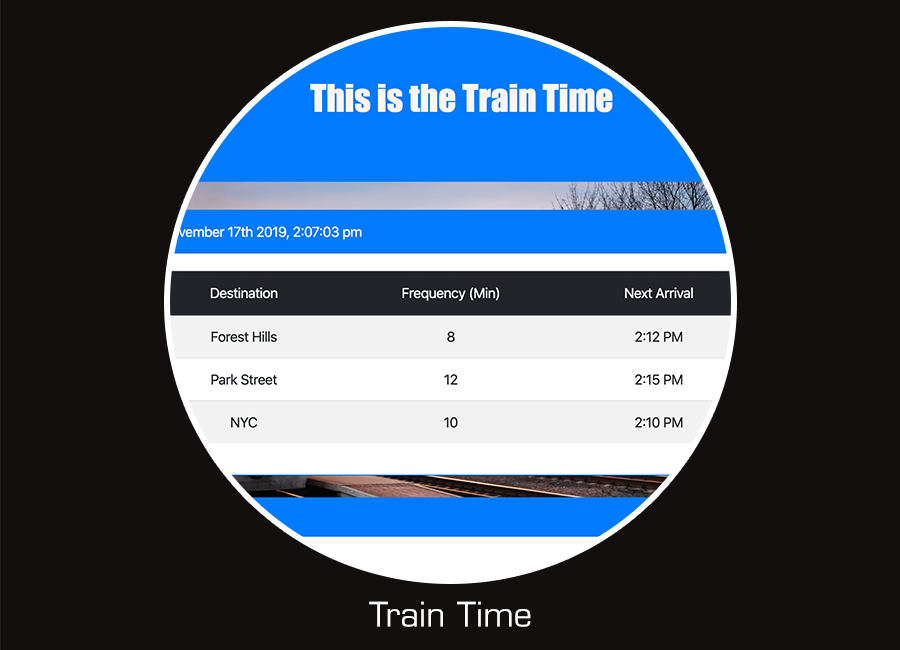 This is the Train Time
vember 17th 2019, 2:07:03 pm
Destination Frequency (Min) Next Arrival
Forest Hills 8 2:12 PM
Park Street 12 2:15 PM
NYC 10 2:10 PM
Train Time